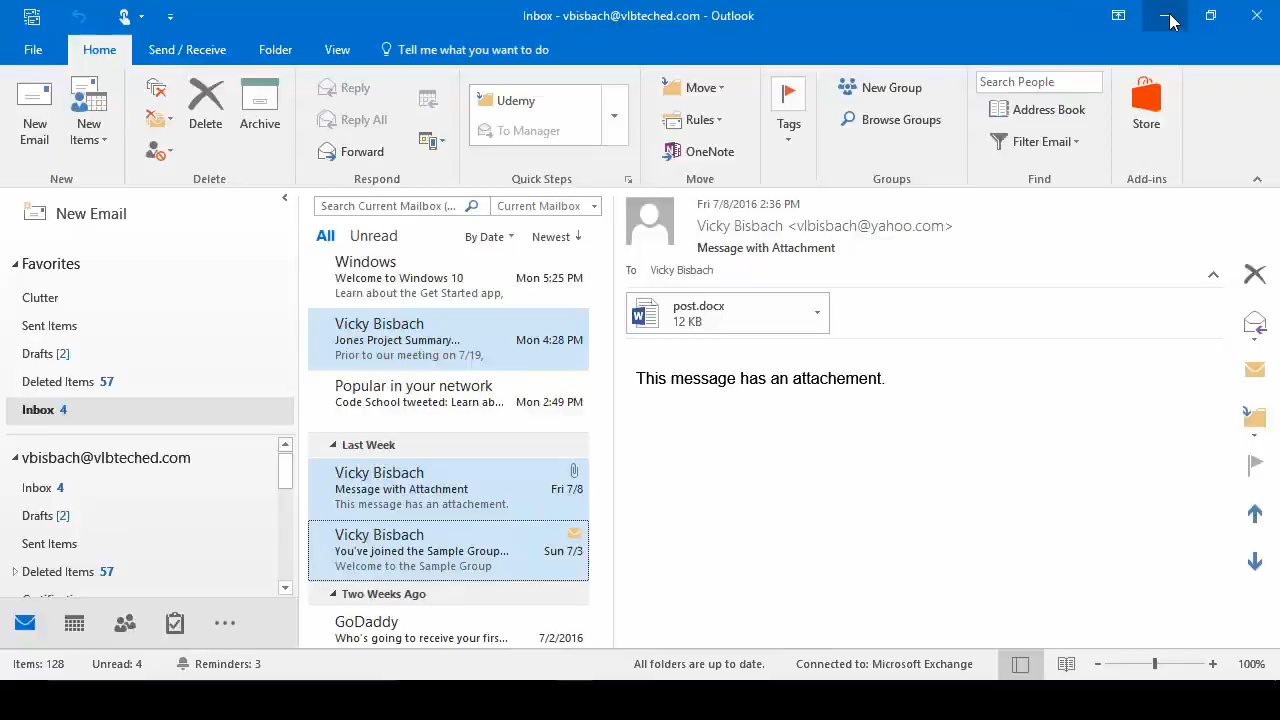 Inbox - vbisbach@vlbteched.com - Outlook
File Home Send / Receive Folder View Tell me what you want to do
New Email
New Items
Delete
Archive
New
Delete
Reply
Reply All
Forward
Respond
Udemy
To Manager
Quick Steps
Move
Rules
OneNote
Move
Tags
New Group
Browse Groups
Groups
Search People
Address Book
Filter Email
Find
Store
Add-ins
New Email
Favorites
Clutter
Sent Items
Drafts [2]
Deleted Items 57
Inbox 4
vbisbach@vlbteched.com
Inbox 4
Drafts [2]
Sent Items
Deleted Items 57
Search Current Mailbox (... Current Mailbox
All Unread By Date Newest
Windows
Welcome to Windows 10 Mon 5:25 PM
Learn about the Get Started app,
Vicky Bisbach
Jones Project Summary... Mon 4:28 PM
Prior to our meeting on 7/19,
Popular in your network
Code School tweeted: Learn ab... Mon 2:49 PM
Last Week
Vicky Bisbach
Message with Attachment Fri 7/8
This message has an attachement.
Vicky Bisbach
You've joined the Sample Group... Sun 7/3
Welcome to the Sample Group
Two Weeks Ago
GoDaddy
Who's going to receive your firs... 7/2/2016
Fri 7/8/2016 2:36 PM
Vicky Bisbach <vlbisbach@yahoo.com>
Message with Attachment
To Vicky Bisbach
W
post.docx
12 KB
This message has an attachement.
Items: 128 Unread: 4 Reminders: 3 All folders are up to date. Connected to: Microsoft Exchange 100%